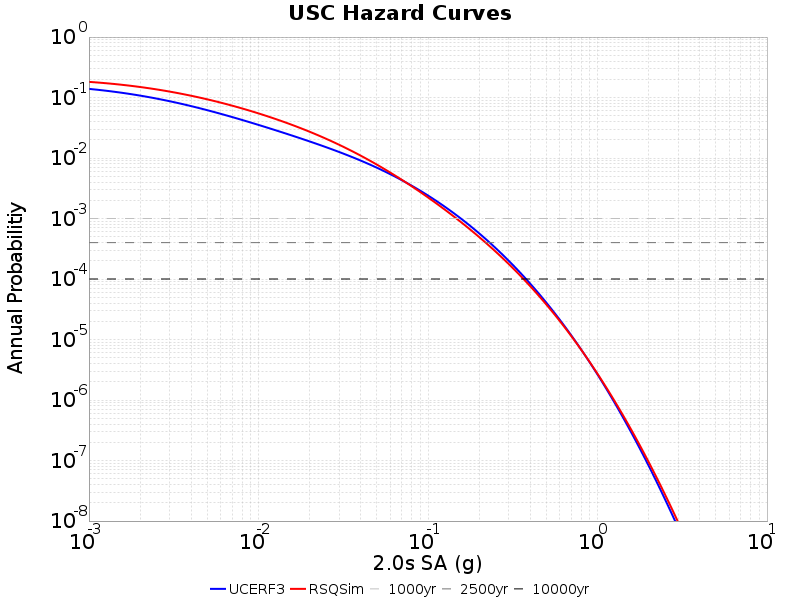 USC Hazard Curves
10^0
10^-1
10^-2
10^-3
10^-4
10^-5
10^-6
10^-7
10^-8
Annual Probabilitiy
10^-3 10^-2 10^-1 10^0 10^1
2.0s SA (g)
UCERF3 RSQSim 1000yr 2500yr 10000yr